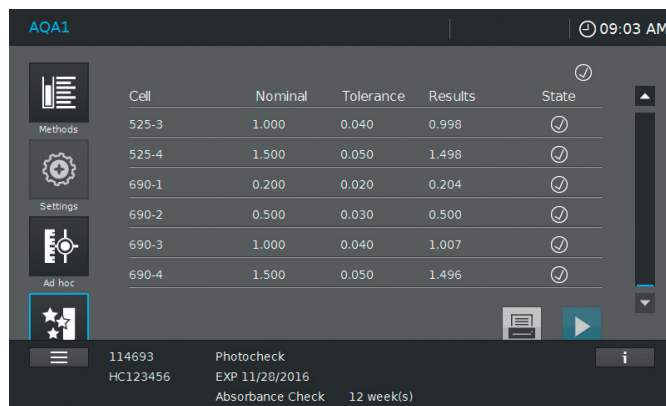 AQA1
09:03 AM
Cell Nominal Tolerance Results State
525-3 1.000 0.040 0.998
525-4 1.500 0.050 1.498
690-1 0.200 0.020 0.204
690-2 0.500 0.030 0.500
690-3 1.000 0.040 1.007
690-4 1.500 0.050 1.496
Methods
Settings
Ad hoc
114693 Photocheck
HC123456 EXP 11/28/2016
Absorbance Check 12 week(s)
i